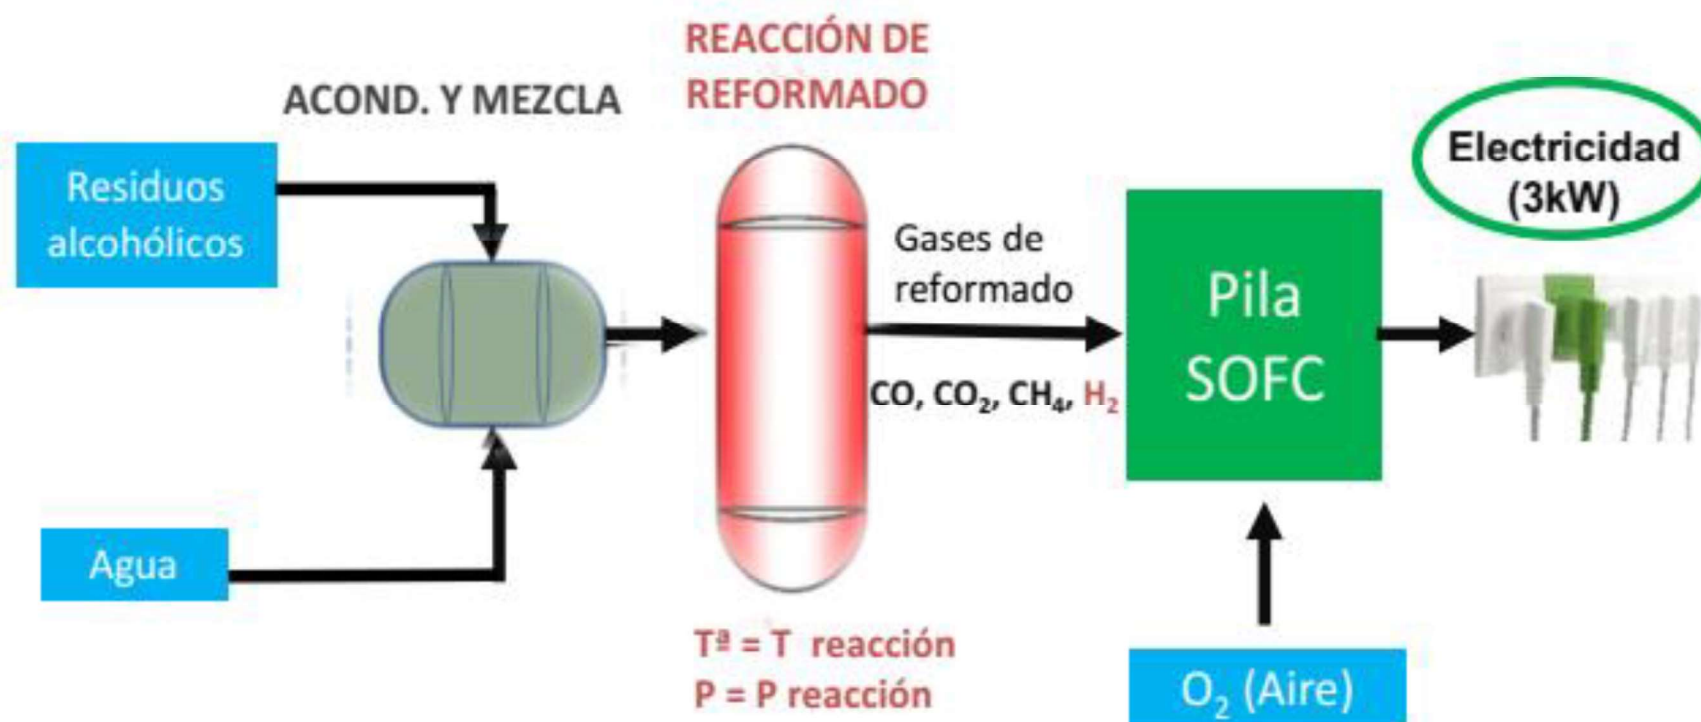 REACCIÓN DE
REFORMADO
ACOND. Y MEZCLA
Residuos
alcohólicos
Agua
Gases de
reformado
CO, CO₂, CH₄, H₂
Tª = T reacción
P = P reacción
Pila
SOFC
O₂ (Aire)
Electricidad
(3kW)